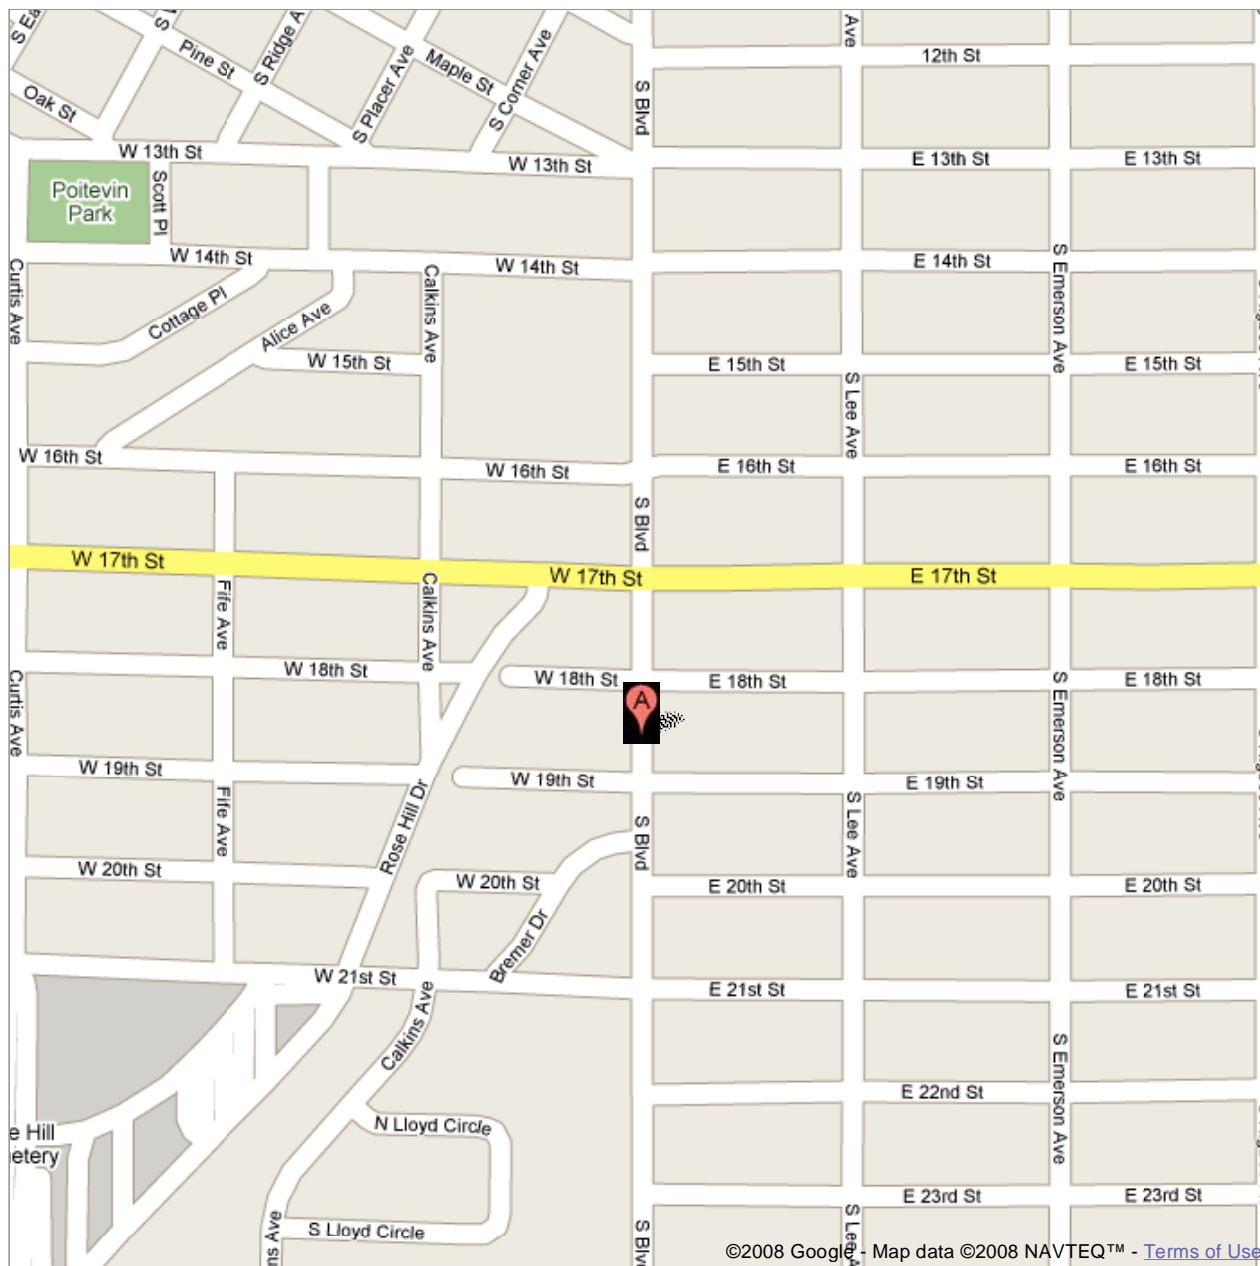 S Ridge A
Ave
Pine St
S Placer Ave
Maple St
S Corner Ave
12th St
Oak St
S Blvd
W 13th St
W 13th St
E 13th St
E 13th St
Poitevin
Park
Scott Pl
W 14th St
W 14th St
E 14th St
S Emerson Ave
Curtis Ave
Cottage Pl
Alice Ave
Calkins Ave
W 15th St
E 15th St
E 15th St
S Lee Ave
W 16th St
W 16th St
E 16th St
E 16th St
S Blvd
W 17th St
W 17th St
E 17th St
Fife Ave
Calkins Ave
W 18th St
W 18th St
E 18th St
E 18th St
Curtis Ave
A
S Emerson Ave
W 19th St
W 19th St
E 19th St
Fife Ave
Rose Hill Dr
S Blvd
S Lee Ave
W 20th St
W 20th St
E 20th St
E 20th St
Bremer Dr
W 21st St
E 21st St
E 21st St
Calkins Ave
S Emerson Ave
E 22nd St
N Lloyd Circle
e Hill
etery
E 23rd St
E 23rd St
ns Ave
S Lloyd Circle
S Blv
S Lee A
©2008 Google - Map data ©2008 NAVTEQ™ - Terms of Use